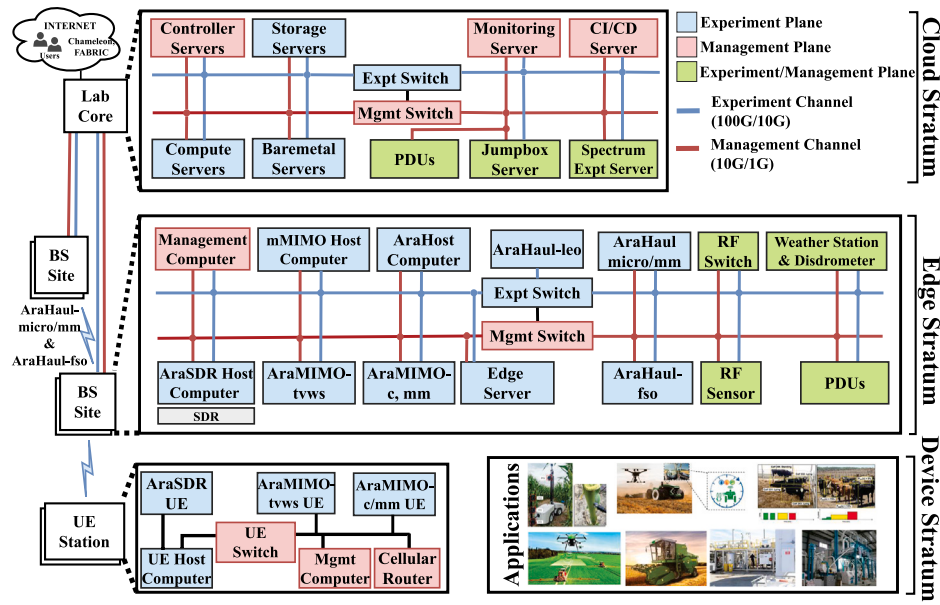 INTERNET
Users
Chameleon,
FABRIC
Lab
Core
Controller
Servers
Storage
Servers
Monitoring
Server
CI/CD
Server
Expt Switch
Mgmt Switch
Compute
Servers
Baremetal
Servers
PDUs
Jumpbox
Server
Spectrum
Expt Server
Experiment Plane
Management Plane
Experiment/Management Plane
Experiment Channel
(100G/10G)
Management Channel
(10G/1G)
Cloud Stratum
BS
Site
AraHaul-
micro/mm
&
AraHaul-fso
BS
Site
Management
Computer
mMIMO Host
Computer
AraHost
Computer
AraHaul-leo
AraHaul
micro/mm
RF
Switch
Weather Station
& Disdrometer
Expt Switch
Mgmt Switch
AraSDR Host
Computer
SDR
AraMIMO-
tvws
AraMIMO-
c, mm
Edge
Server
AraHaul-
fso
RF
Sensor
PDUs
Edge Stratum
UE
Station
AraSDR
UE
AraMIMO-
tvws UE
AraMIMO-
c/mm UE
UE
Switch
UE Host
Computer
Mgmt
Computer
Cellular
Router
Applications
Device Stratum